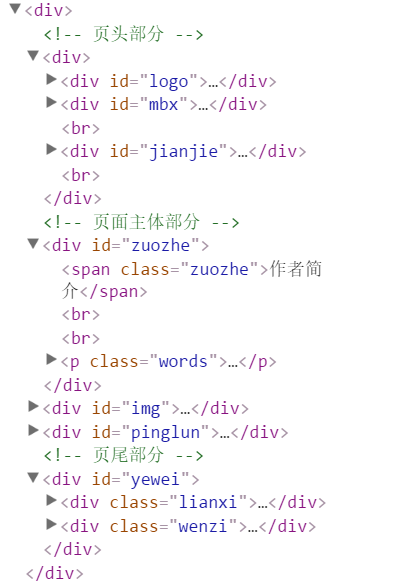 ▼<div>
<!-- 页头部分 -->
▼<div>
▶<div id="logo">…</div>
▶<div id="mbx">…</div>
<br>
▶<div id="jianjie">…</div>
<br>
</div>
<!-- 页面主体部分 -->
▼<div id="zuozhe">
<span class="zuozhe">作者简
介</span>
<br>
<br>
▶<p class="words">…</p>
</div>
▶<div id="img">…</div>
▶<div id="pinglun">…</div>
<!-- 页尾部分 -->
▼<div id="yewei">
▶<div class="lianxi">…</div>
▶<div class="wenzi">…</div>
</div>
</div>